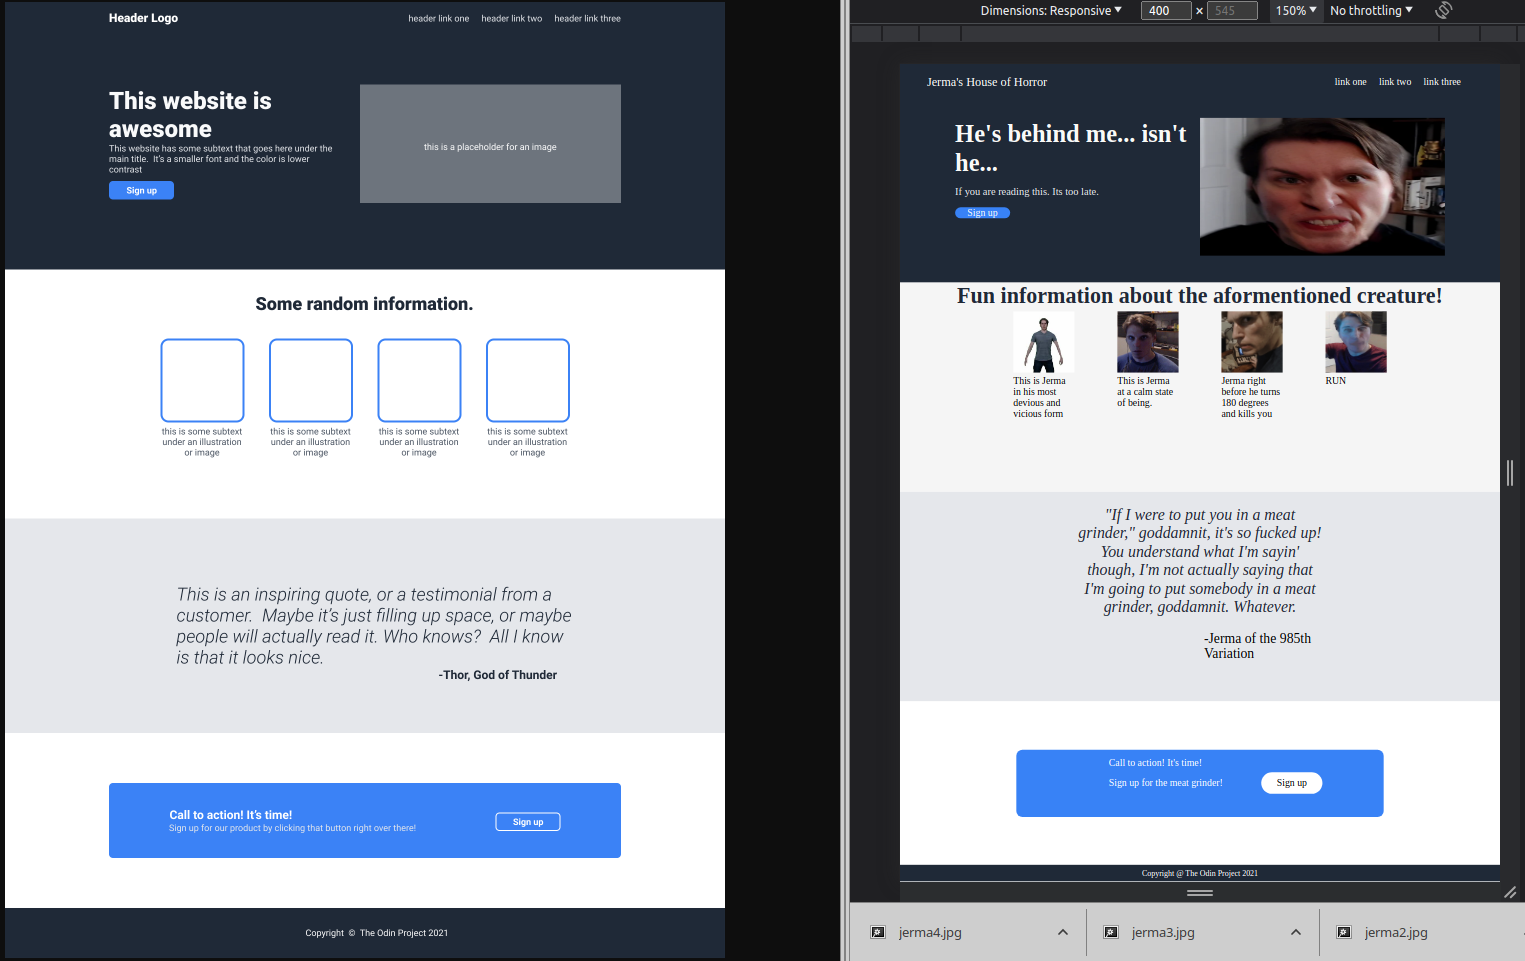 Header Logo
header link one header link two header link three
This website is
awesome
This website has some subtext that goes here under the
main title. It's a smaller font and the color is lower
contrast
Sign up
this is a placeholder for an image
Some random information.
this is some subtext
under an illustration
or image
this is some subtext
under an illustration
or image
this is some subtext
under an illustration
or image
this is some subtext
under an illustration
or image
This is an inspiring quote, or a testimonial from a
customer. Maybe it's just filling up space, or maybe
people will actually read it. Who knows? All I know
is that it looks nice.
-Thor, God of Thunder
Call to action! It's time!
Sign up for our product by clicking that button right over there!
Sign up
Copyright © The Odin Project 2021
Dimensions: Responsive 400 × 545 150% No throttling
Jerma's House of Horror
link one link two link three
He's behind me... isn't
he...
If you are reading this. Its too late.
Sign up
Fun information about the aformentioned creature!
This is Jerma
in his most
devious and
vicious form
This is Jerma
at a calm state
of being.
Jerma right
before he turns
180 degrees
and kills you
RUN
"If I were to put you in a meat
grinder," goddamnit, it's so fucked up!
You understand what I'm sayin'
though, I'm not actually saying that
I'm going to put somebody in a meat
grinder, goddamnit. Whatever.
-Jerma of the 985th
Variation
Call to action! It's time!
Sign up for the meat grinder!
Sign up
Copyright @ The Odin Project 2021
jerma4.jpg jerma3.jpg jerma2.jpg